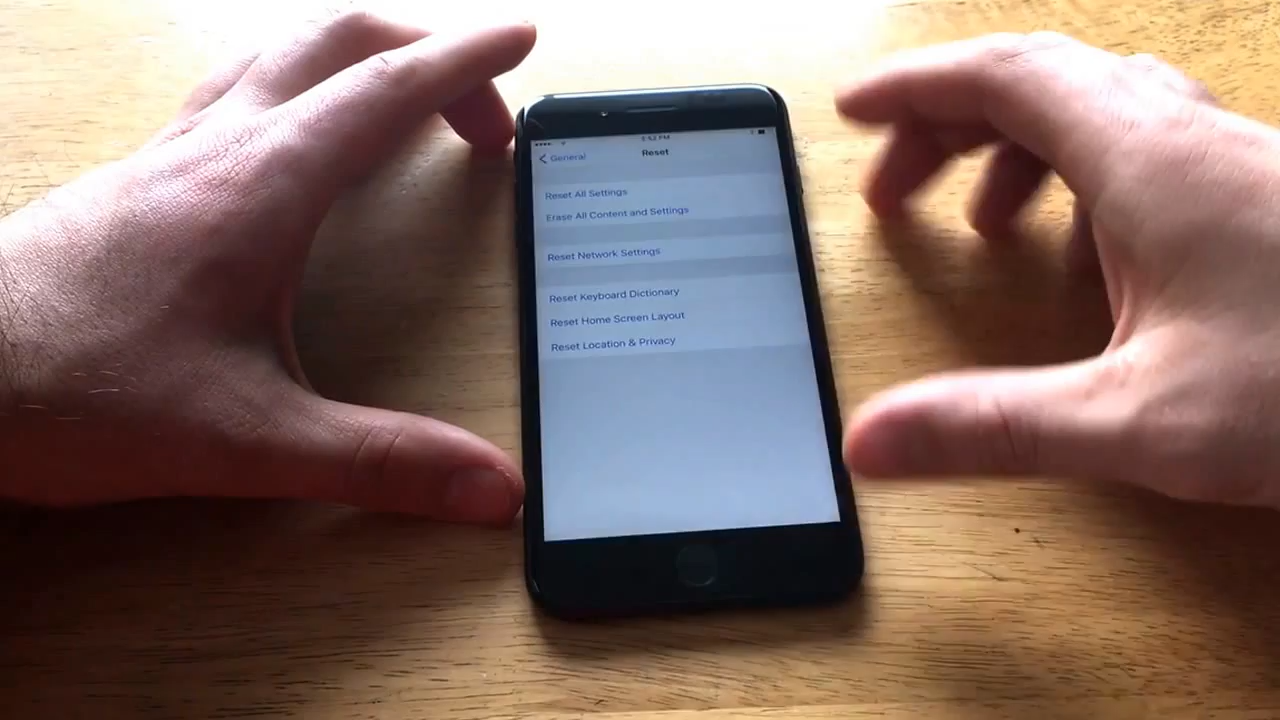 General
Reset
Reset All Settings
Erase All Content and Settings
Reset Network Settings
Reset Keyboard Dictionary
Reset Home Screen Layout
Reset Location & Privacy